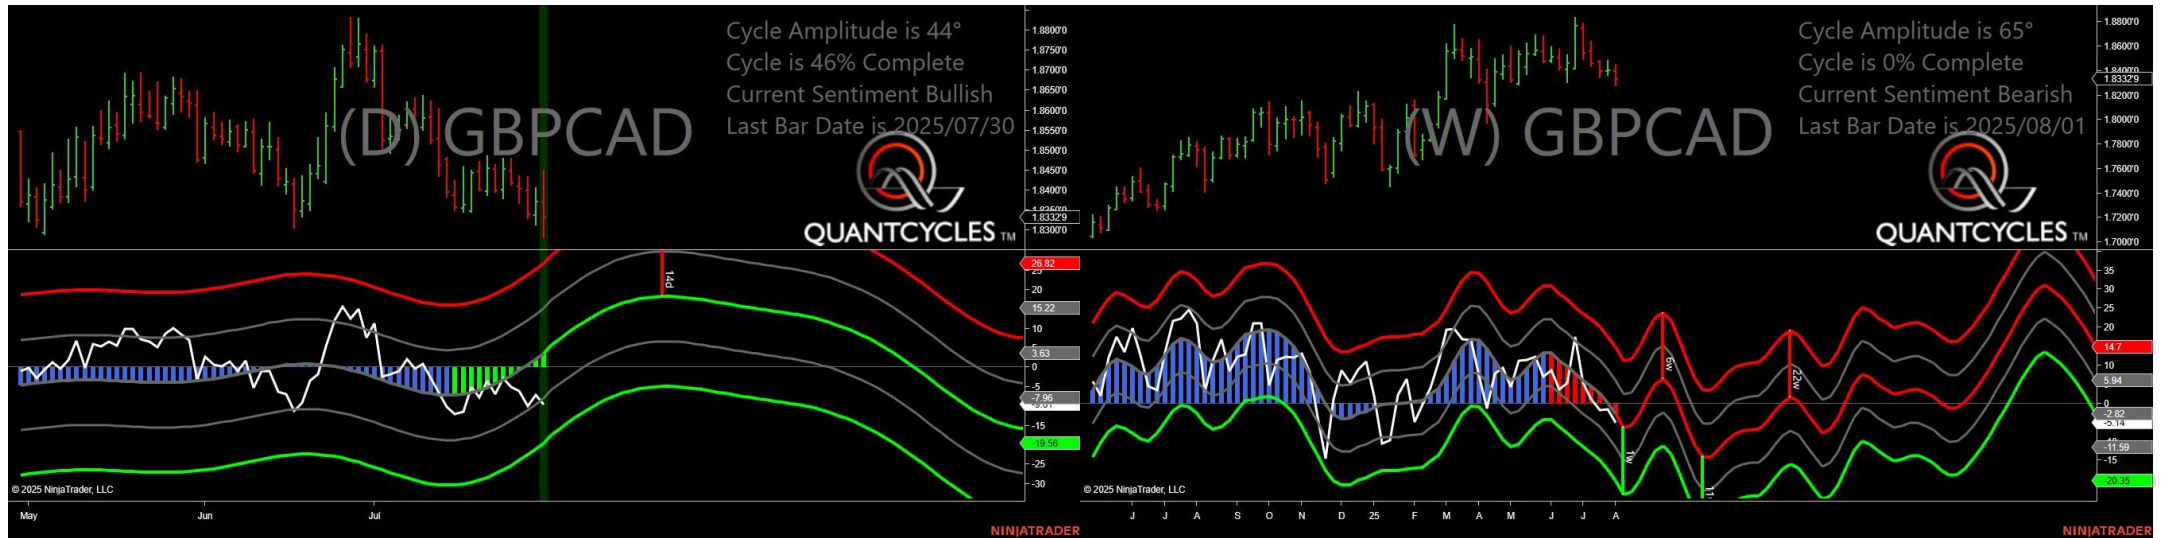 Cycle Amplitude is 44°
Cycle is 46% Complete
Current Sentiment Bullish
Last Bar Date is 2025/07/30
(D) GBPCAD
QUANTCYCLES TM
1.8800'0
1.8700'0
1.8600'0
1.8550'0
1.8500'0
1.8450'0
1.8400'0
1.8332'9
1.8300'0
14d
26.82
25
15.22
10
3.63
0
-5
-7.96
-15
-19.56
-25
-30
© 2025 NinjaTrader, LLC
May Jun Jul
NINJATRADER
Cycle Amplitude is 65°
Cycle is 0% Complete
Current Sentiment Bearish
Last Bar Date is 2025/08/01
(W) GBPCAD
QUANTCYCLES TM
1.8800'0
1.8600'0
1.8400'0
1.8332'9
1.8200'0
1.8000'0
1.7800'0
1.7600'0
1.7400'0
1.7200'0
1.7000'0
6w
22w
1w
35
30
25
20
14.7
10
5.94
0
-2.82
-5.14
-11.59
-15
-20.35
© 2025 NinjaTrader, LLC
J J A S O N D 25 F M A M J J A
NINJATRADER